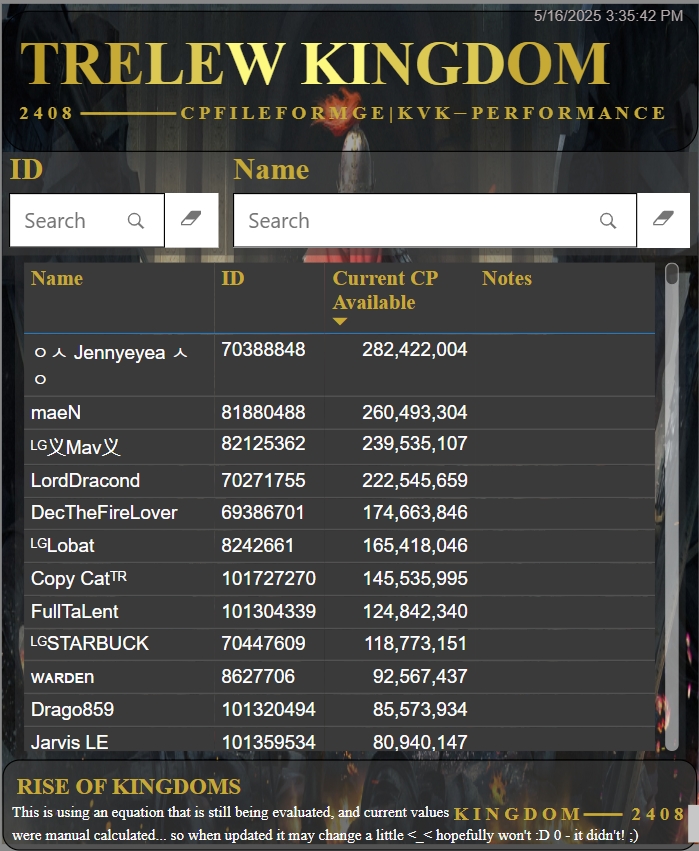 5/16/2025 3:35:42 PM
TRELEW KINGDOM
2408 CPFILEFORMGE|KVK—PERFORMANCE
ID Name
Search Search
Name ID Current CP Available Notes
ㅇㅅ Jennyeyea ㅅㅇ 70388848 282,422,004
maeN 81880488 260,493,304
ᴸᴳ义Mav义 82125362 239,535,107
LordDracond 70271755 222,545,659
DecTheFireLover 69386701 174,663,846
ᴸᴳLobat 8242661 165,418,046
Copy Catᵀᴿ 101727270 145,535,995
FullTaLent 101304339 124,842,340
ᴸᴳSTARBUCK 70447609 118,773,151
ᴡᴀʀᴅᴇn 8627706 92,567,437
Drago859 101320494 85,573,934
Jarvis LE 101359534 80,940,147
RISE OF KINGDOMS
This is using an equation that is still being evaluated, and current values
were manual calculated... so when updated it may change a little <_< hopefully won't :D 0 - it didn't! ;)
KINGDOM—— 2408